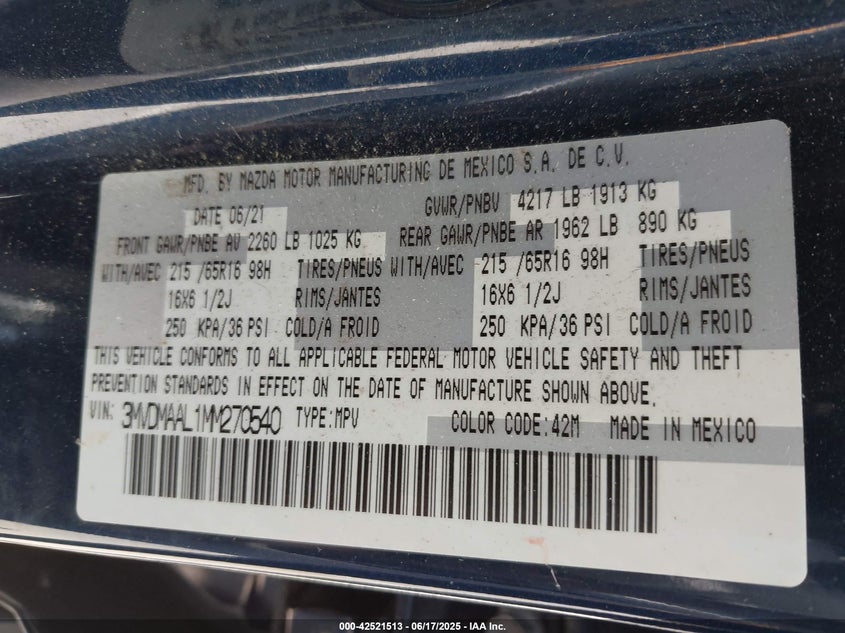 MFD. BY MAZDA MOTOR MANUFACTURING DE MEXICO S.A. DE C.V.
DATE 06/21 GVWR/PNBV 4217 LB 1913 KG
FRONT GAWR/PNBE AV 2260 LB 1025 KG REAR GAWR/PNBE AR 1962 LB 890 KG
WITH/AVEC 215 /65R16 98H TIRES/PNEUS WITH/AVEC 215 /65R16 98H TIRES/PNEUS
16X6 1/2J RIMS/JANTES 16X6 1/2J RIMS/JANTES
250 KPA/36 PSI COLD/A FROID 250 KPA/36 PSI COLD/A FROID
THIS VEHICLE CONFORMS TO ALL APPLICABLE FEDERAL MOTOR VEHICLE SAFETY AND THEFT
PREVENTION STANDARDS IN EFFECT ON THE DATE OF MANUFACTURE SHOWN ABOVE.
VIN: 3MVDMAAL1MM270540 TYPE:MPV COLOR CODE:42M MADE IN MEXICO
000-42521513 - 06/17/2025 - IAA Inc.